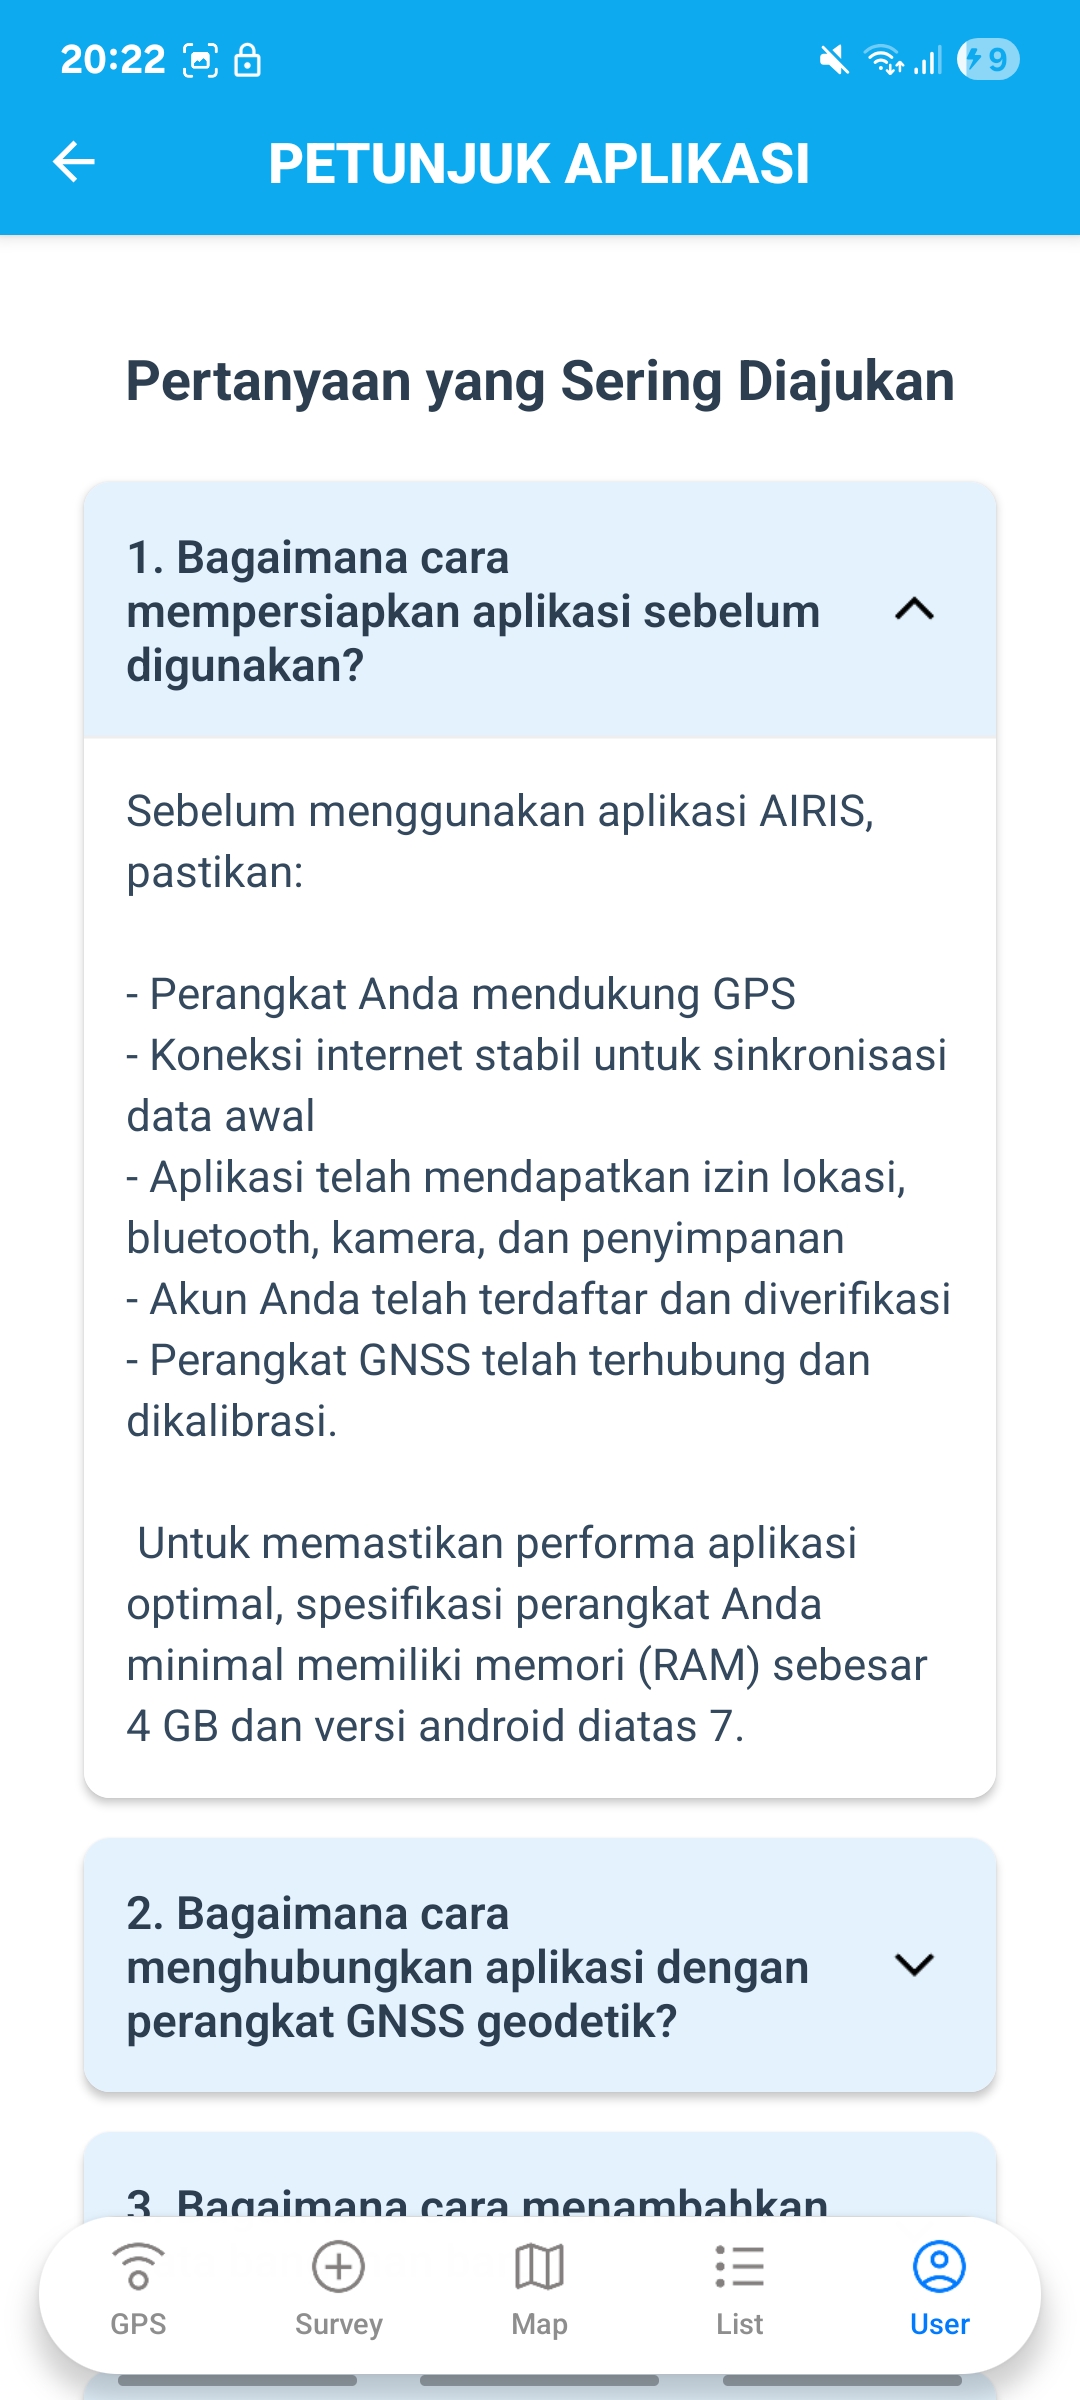 20:22
9
PETUNJUK APLIKASI
Pertanyaan yang Sering Diajukan
1. Bagaimana cara
mempersiapkan aplikasi sebelum
digunakan?
Sebelum menggunakan aplikasi AIRIS,
pastikan:
- Perangkat Anda mendukung GPS
- Koneksi internet stabil untuk sinkronisasi
data awal
- Aplikasi telah mendapatkan izin lokasi,
bluetooth, kamera, dan penyimpanan
- Akun Anda telah terdaftar dan diverifikasi
- Perangkat GNSS telah terhubung dan
dikalibrasi.
Untuk memastikan performa aplikasi
optimal, spesifikasi perangkat Anda
minimal memiliki memori (RAM) sebesar
4 GB dan versi android diatas 7.
2. Bagaimana cara
menghubungkan aplikasi dengan
perangkat GNSS geodetik?
3. Bagaimana cara menambahkan
GPS
Survey
Map
List
User